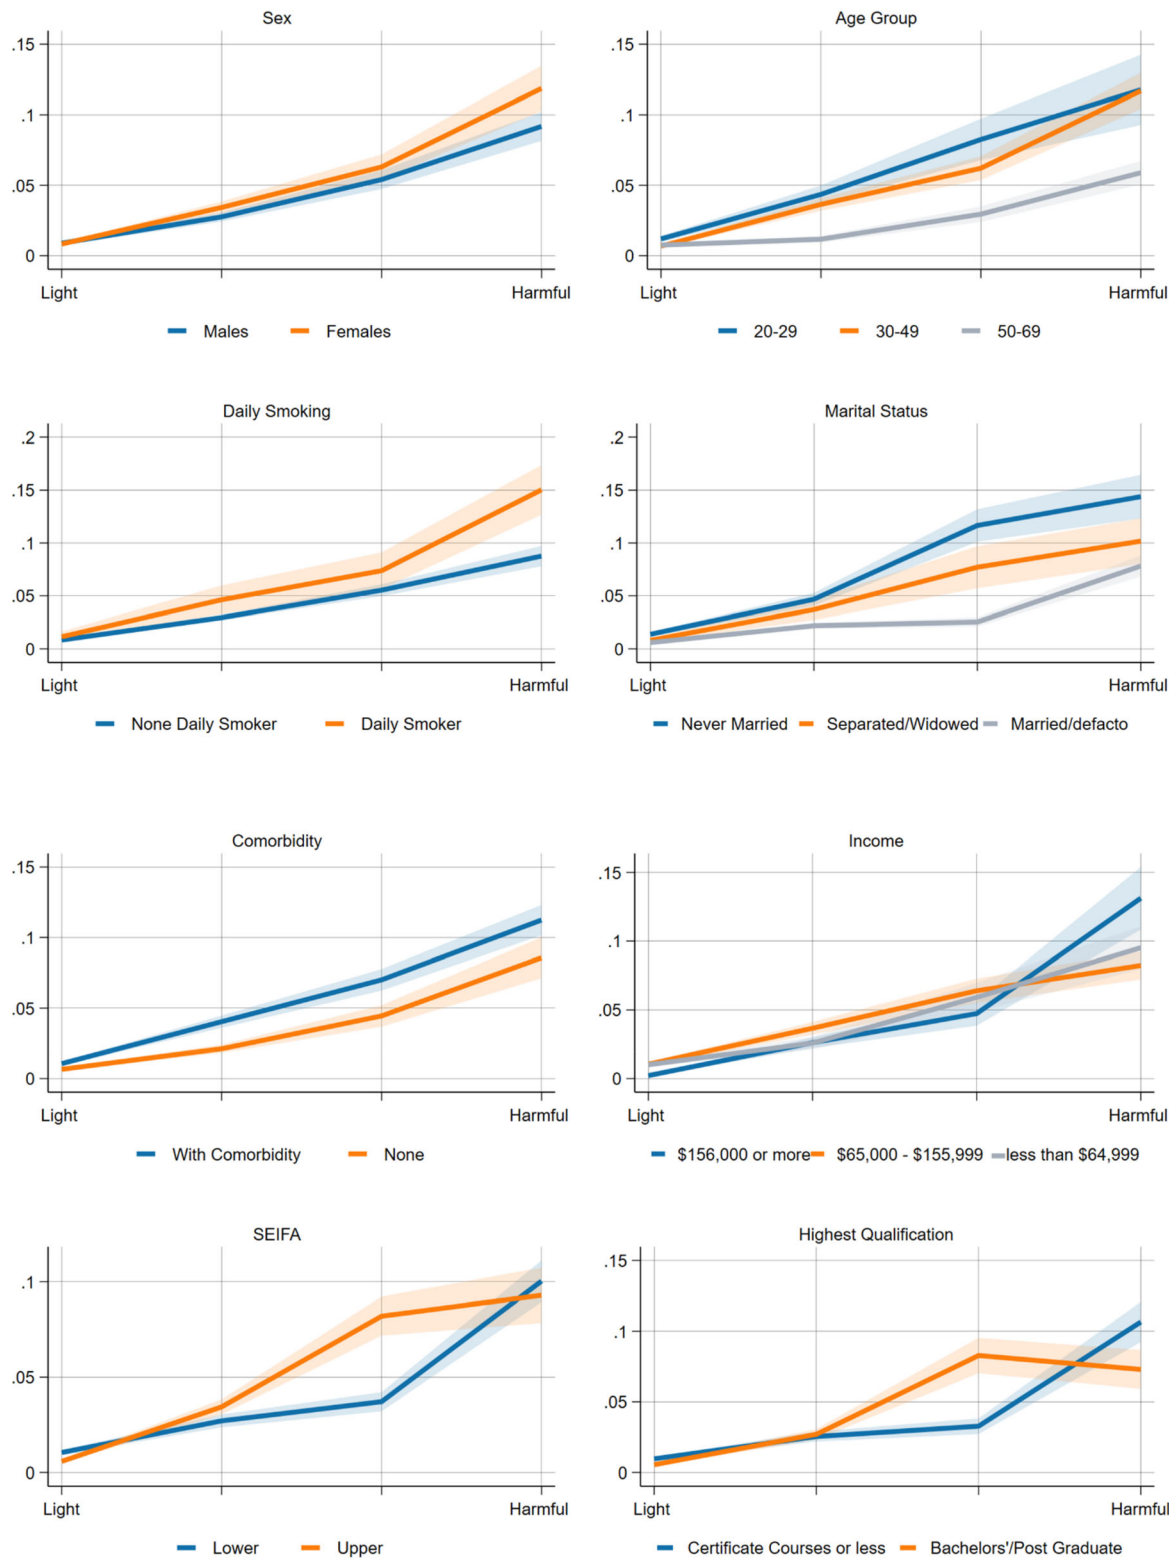 Sex
.15
.1
.05
0
Light Harmful
Males Females
Age Group
.15
.1
.05
0
Light Harmful
20-29 30-49 50-69
Daily Smoking
.2
.15
.1
.05
0
Light Harmful
None Daily Smoker Daily Smoker
Marital Status
.2
.15
.1
.05
0
Light Harmful
Never Married Separated/Widowed Married/defacto
Comorbidity
.15
.1
.05
0
Light Harmful
With Comorbidity None
Income
.15
.1
.05
0
Light Harmful
$156,000 or more $65,000 - $155,999 less than $64,999
SEIFA
.1
.05
0
Light Harmful
Lower Upper
Highest Qualification
.15
.1
.05
0
Light Harmful
Certificate Courses or less Bachelors'/Post Graduate